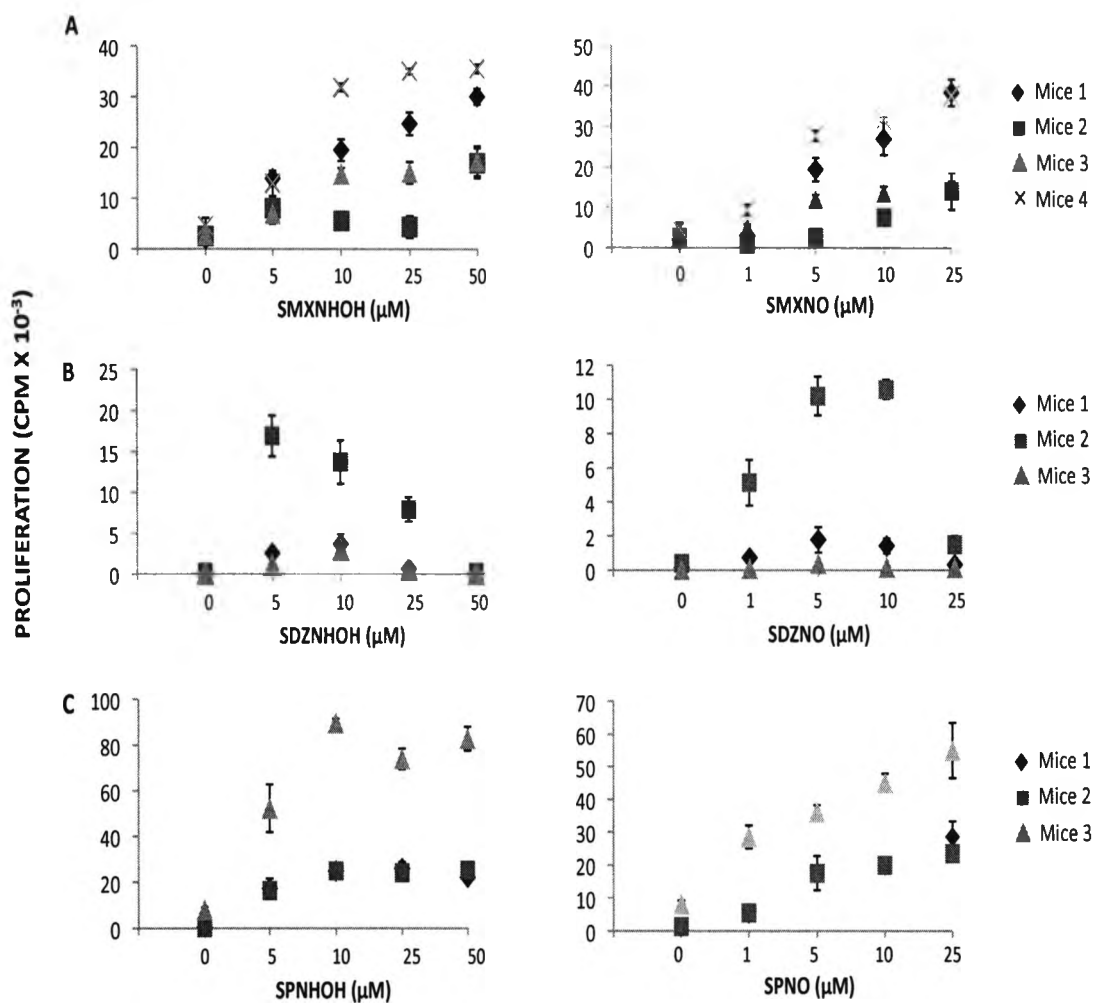 A
40
30
20
10
0
0 5 10 25 50
SMXNHOH (µM)
50
40
30
20
10
0
0 1 5 10 25
SMXNO (µM)
Mice 1
Mice 2
Mice 3
Mice 4
PROLIFERATION (CPM X 10⁻³)
B
25
20
15
10
5
0
0 5 10 25 50
SDZNHOH (µM)
12
10
8
6
4
2
0
0 1 5 10 25
SDZNO (µM)
Mice 1
Mice 2
Mice 3
C
100
80
60
40
20
0
0 5 10 25 50
SPNHOH (µM)
70
60
50
40
30
20
10
0
0 1 5 10 25
SPNO (µM)
Mice 1
Mice 2
Mice 3